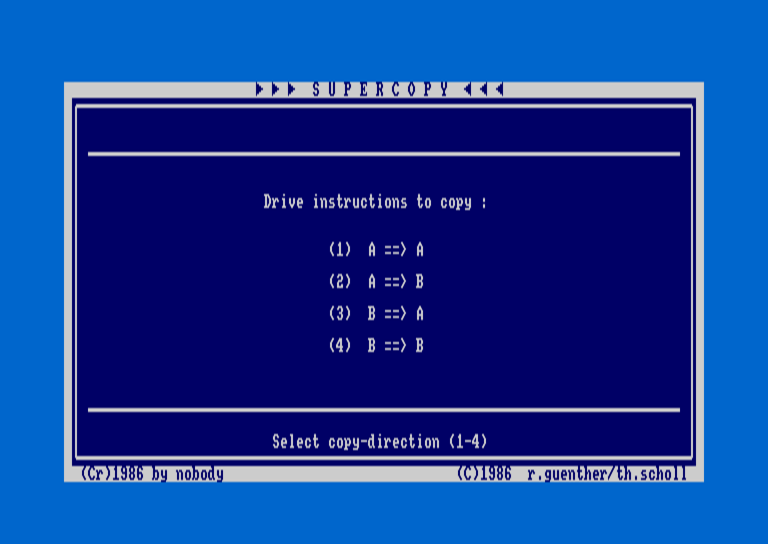 ►►► S U P E R C O P Y ◄◄◄
Drive instructions to copy :
(1) A ==> A
(2) A ==> B
(3) B ==> A
(4) B ==> B
Select copy-direction (1-4)
(Cr)1986 by nobody (C)1986 r.guenther/th.scholl